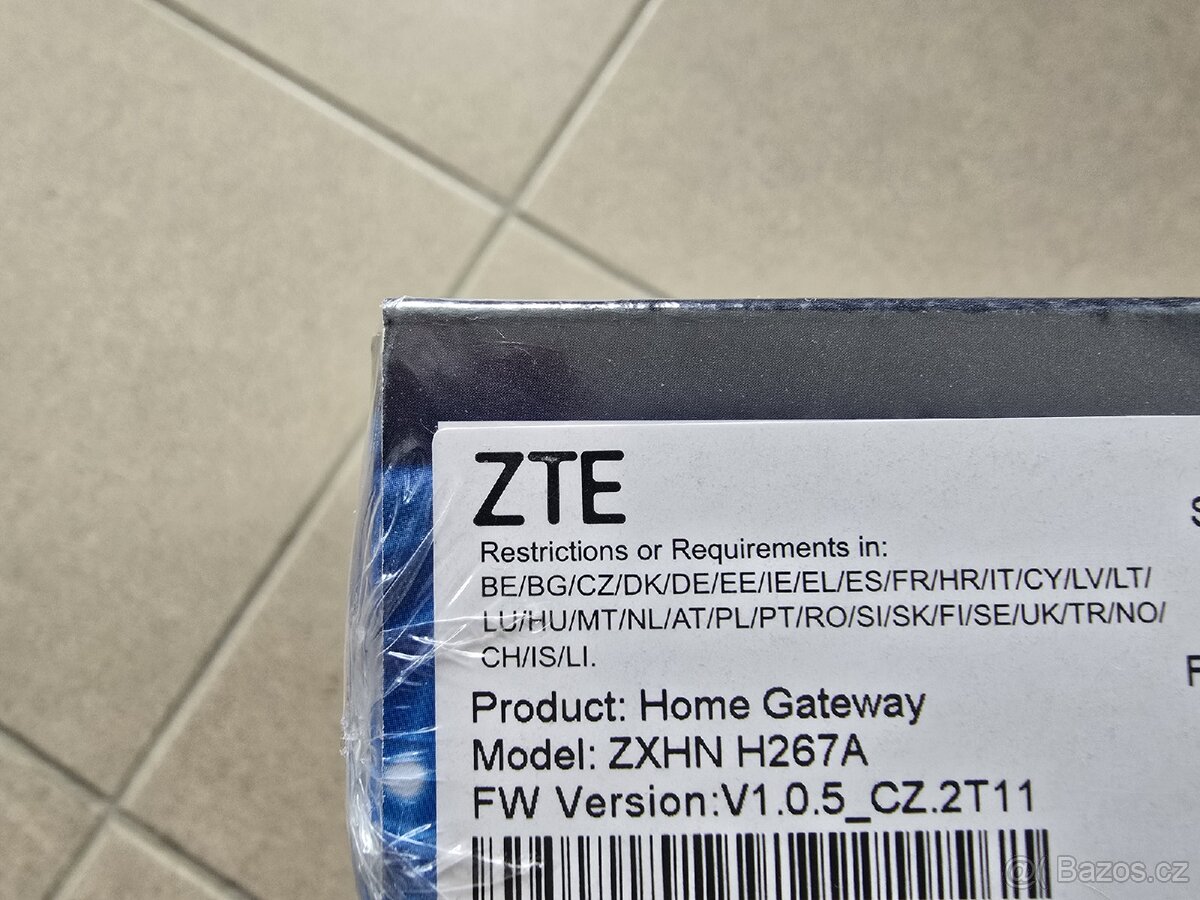 ZTE
Restrictions or Requirements in:
BE/BG/CZ/DK/DE/EE/IE/EL/ES/FR/HR/IT/CY/LV/LT/
LU/HU/MT/NL/AT/PL/PT/RO/SI/SK/FI/SE/UK/TR/NO/
CH/IS/LI.
Product: Home Gateway
Model: ZXHN H267A
FW Version:V1.0.5_CZ.2T11
Bazos.cz